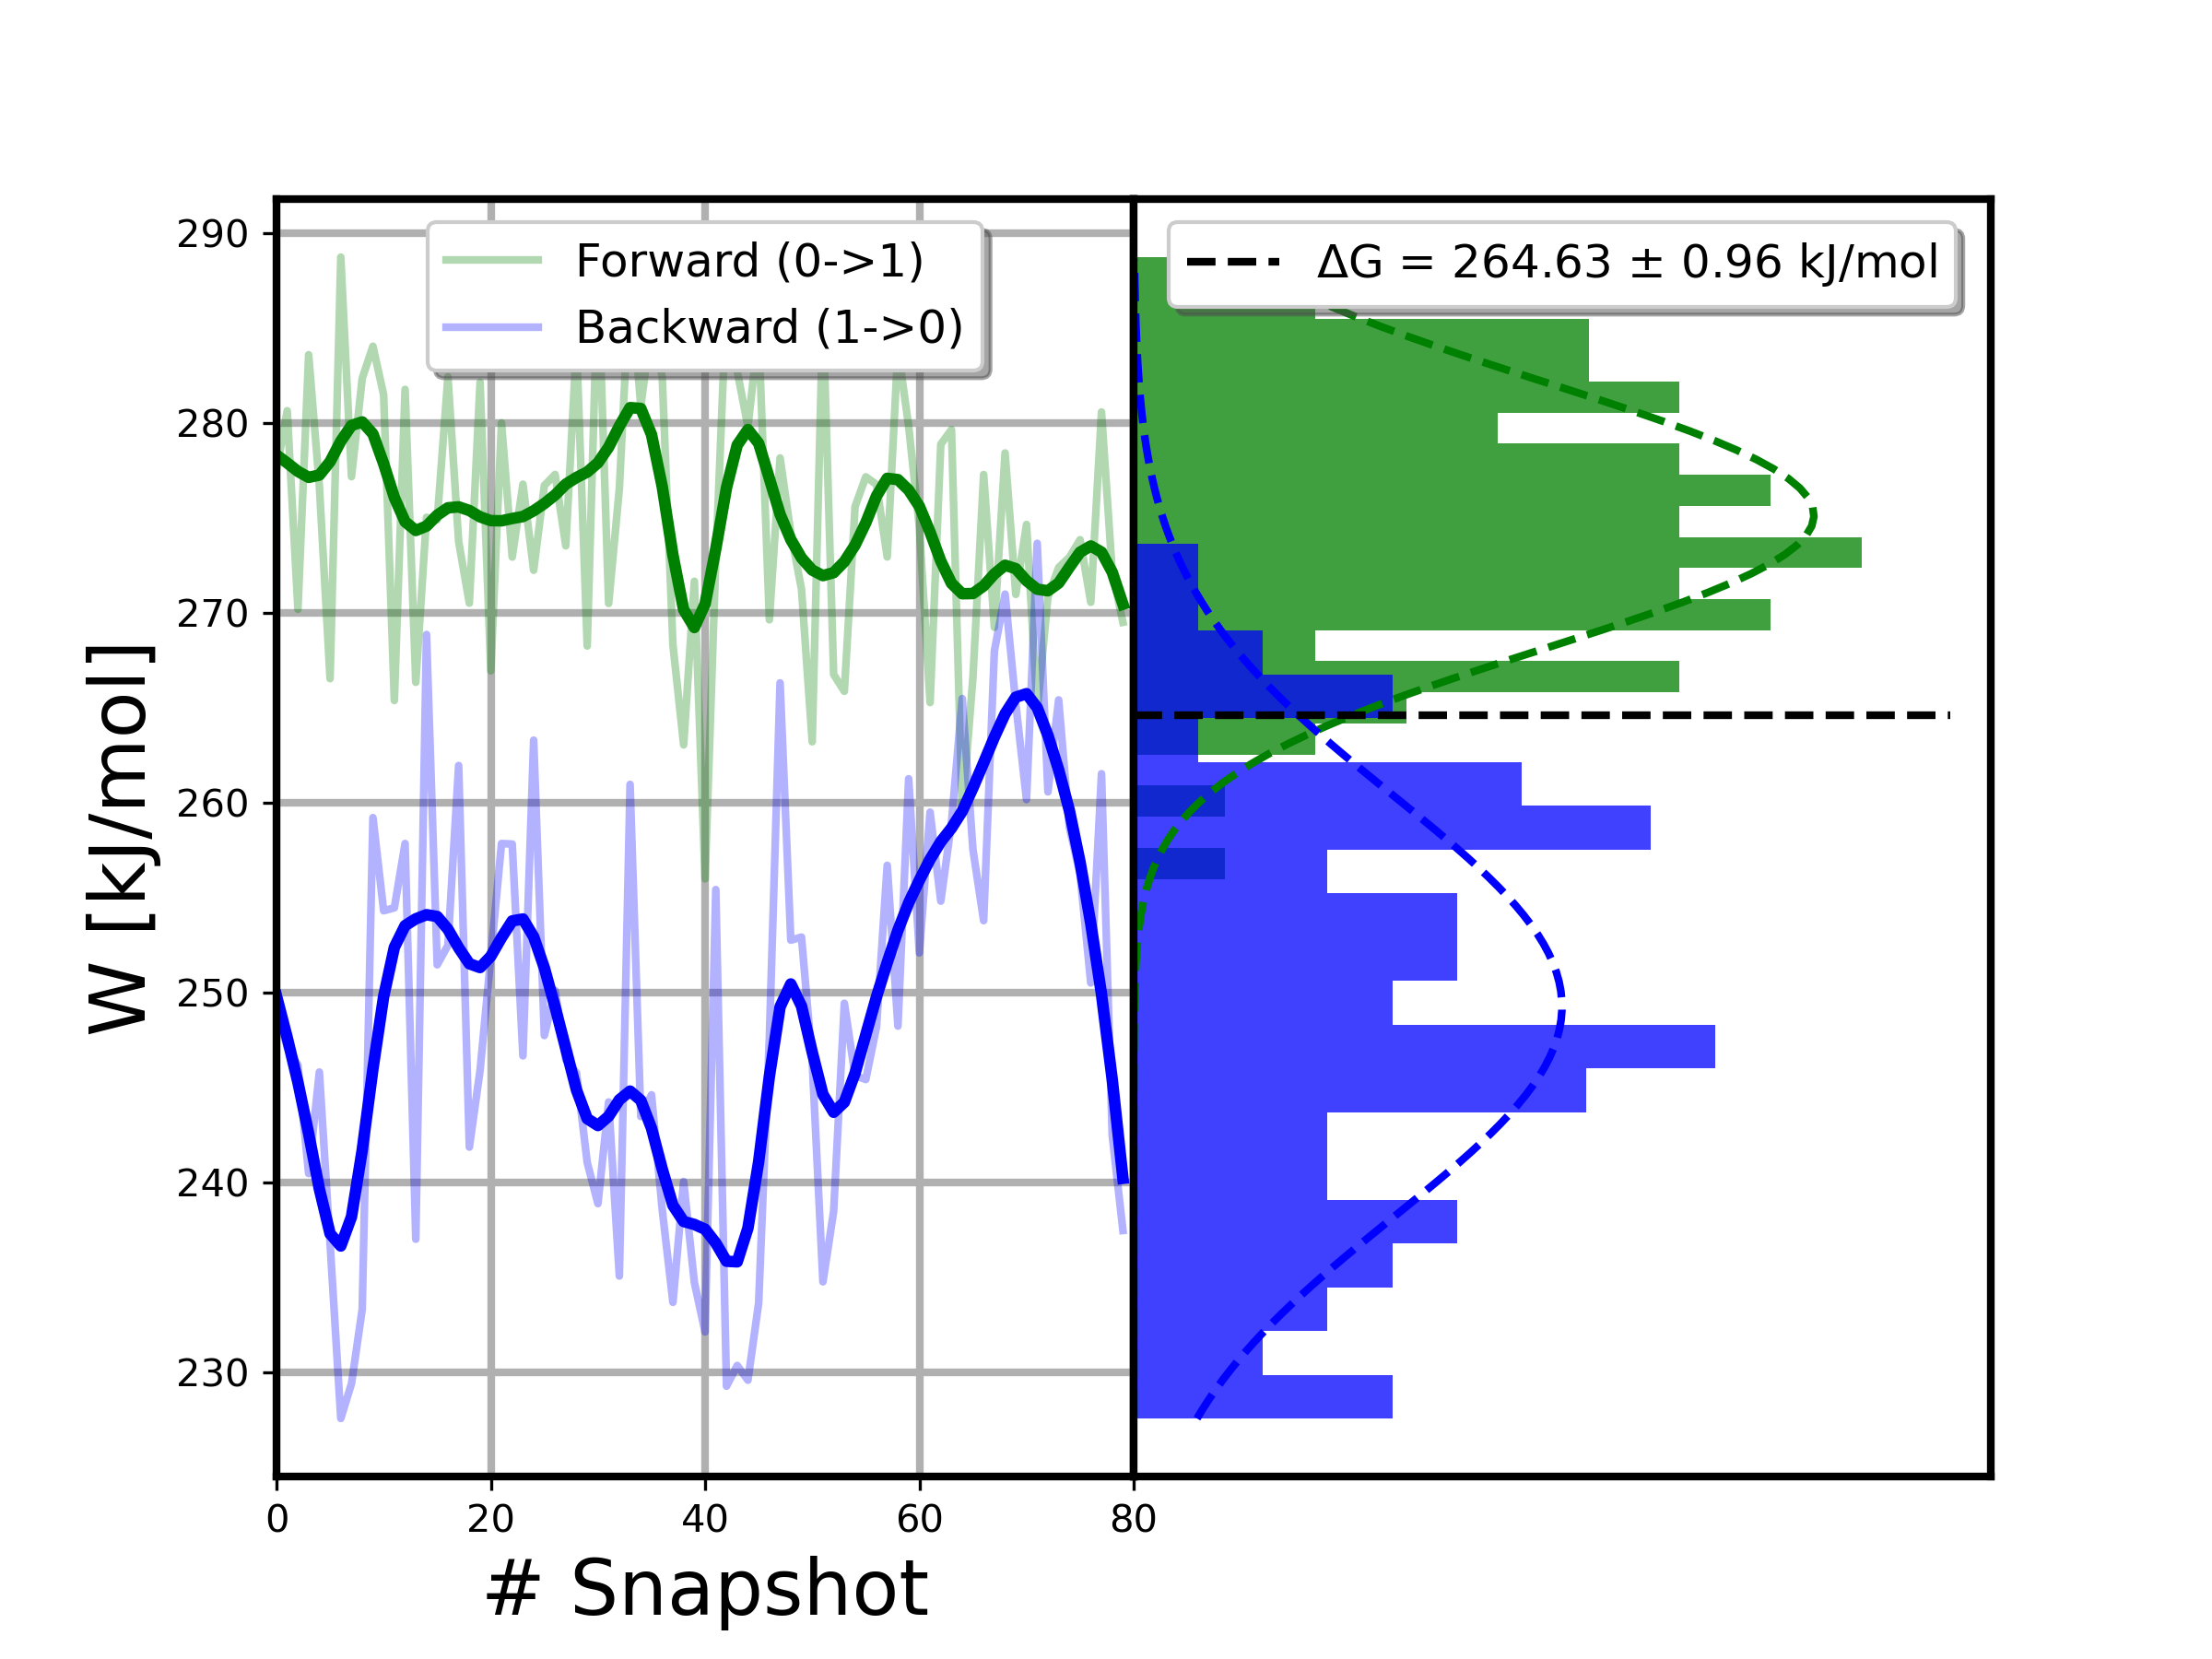 Forward (0->1)
Backward (1->0)
ΔG = 264.63 ± 0.96 kJ/mol
W [kJ/mol]
290
280
270
260
250
240
230
0 20 40 60 80
# Snapshot